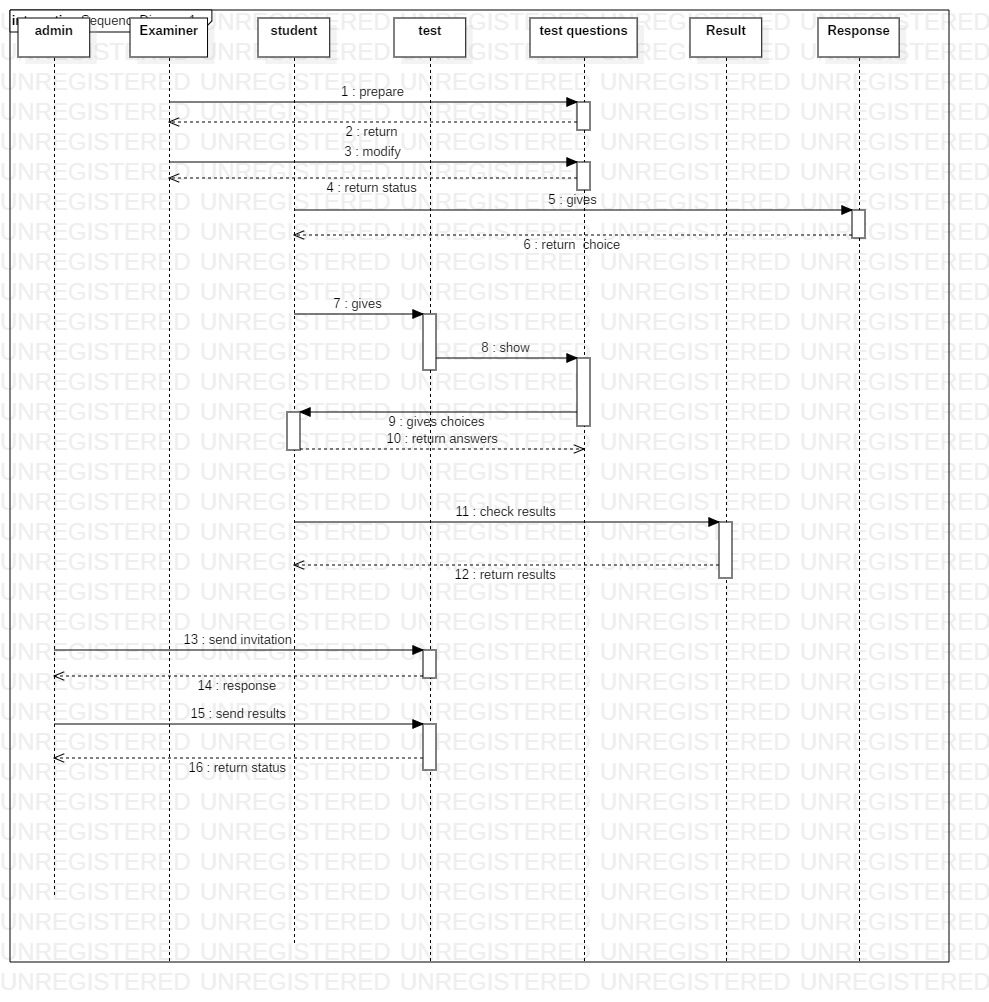 Sequenc
admin
Examiner
student
test
test questions
Result
Response
1 : prepare
2 : return
3 : modify
4 : return status
5 : gives
6 : return  choice
7 : gives
8 : show
9 : gives choices
10 : return answers
11 : check results
12 : return results
13 : send invitation
14 : response
15 : send results
16 : return status
UNREGISTERED